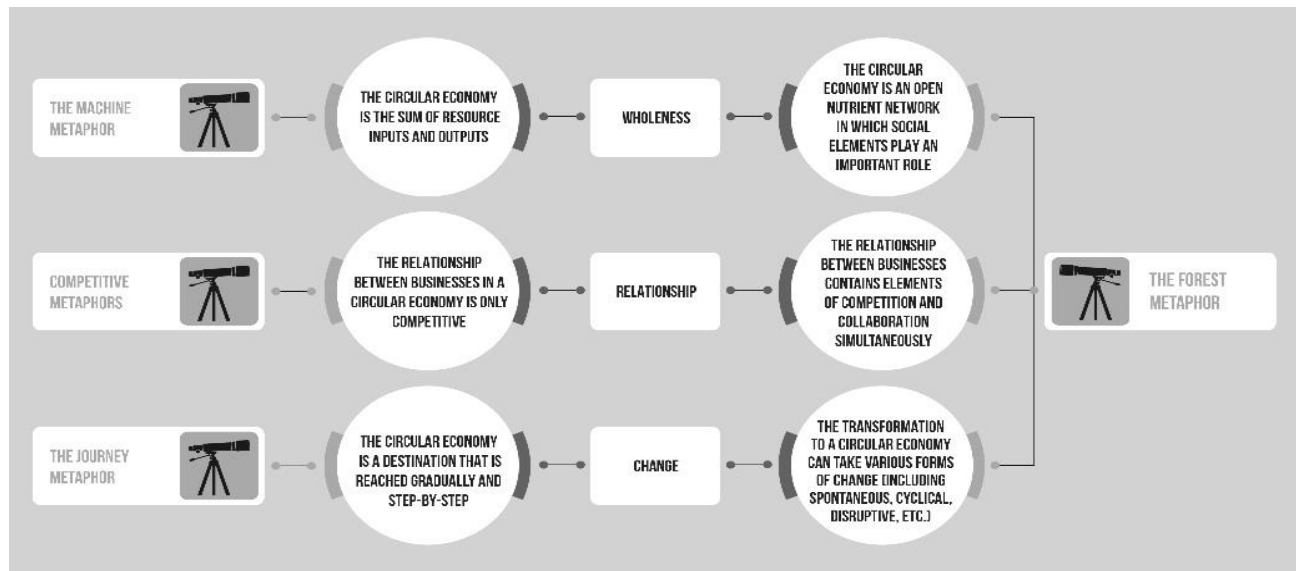 THE MACHINE
METAPHOR
THE CIRCULAR ECONOMY
IS THE SUM OF RESOURCE
INPUTS AND OUTPUTS
WHOLENESS
THE CIRCULAR
ECONOMY IS AN OPEN
NUTRIENT NETWORK
IN WHICH SOCIAL
ELEMENTS PLAY AN
IMPORTANT ROLE
COMPETITIVE
METAPHORS
THE RELATIONSHIP
BETWEEN BUSINESSES IN A
CIRCULAR ECONOMY IS ONLY
COMPETITIVE
RELATIONSHIP
THE RELATIONSHIP
BETWEEN BUSINESSES
CONTAINS ELEMENTS
OF COMPETITION AND
COLLABORATION
SIMULTANEOUSLY
THE FOREST
METAPHOR
THE JOURNEY
METAPHOR
THE CIRCULAR ECONOMY
IS A DESTINATION THAT IS
REACHED GRADUALLY AND
STEP-BY-STEP
CHANGE
THE TRANSFORMATION
TO A CIRCULAR ECONOMY
CAN TAKE VARIOUS FORMS
OF CHANGE (INCLUDING
SPONTANEOUS, CYCLICAL,
DISRUPTIVE, ETC.)